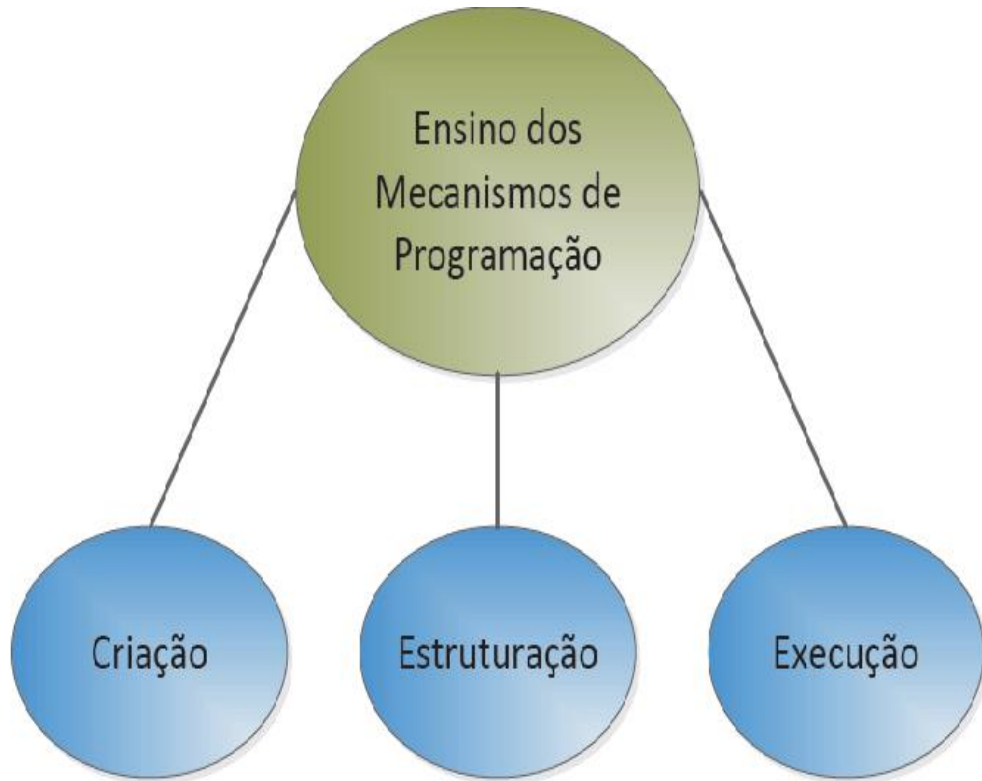 Ensino dos
Mecanismos de
Programação
Criação
Estruturação
Execução